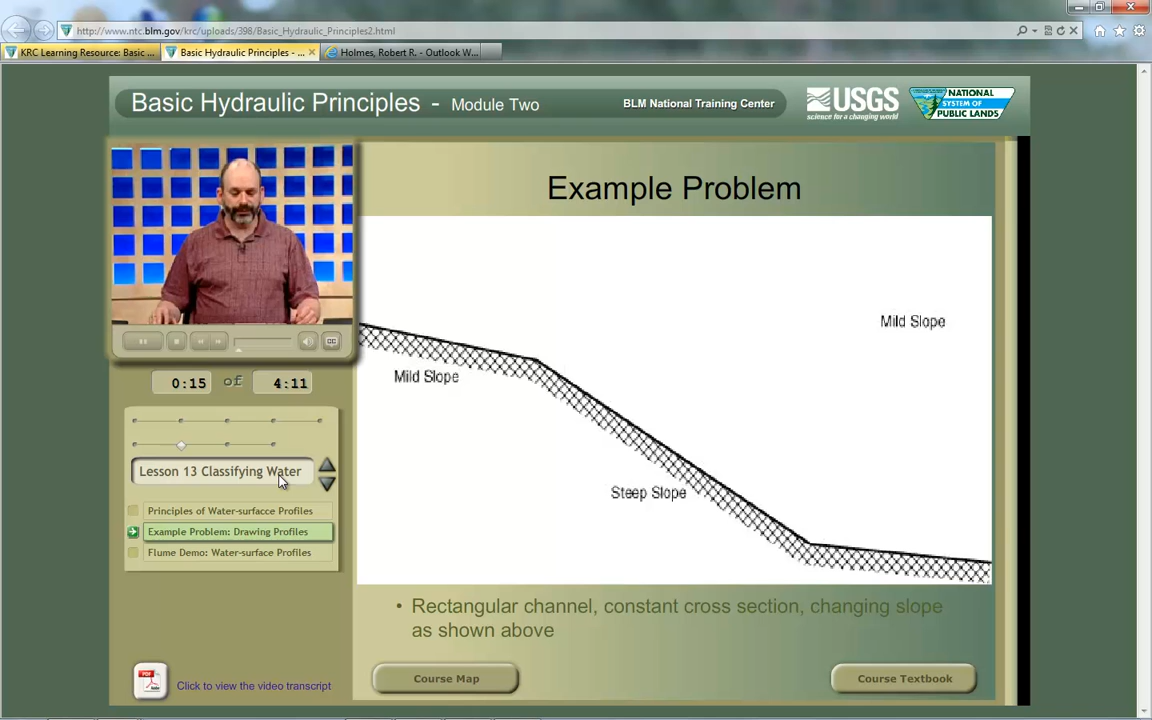 http://www.ntc.blm.gov/krc/uploads/398/Basic_Hydraulic_Principles2.html
KRC Learning Resource: Basic ...
Basic Hydraulic Principles - ...
Holmes, Robert R. - Outlook W...
Basic Hydraulic Principles - Module Two
BLM National Training Center
USGS
science for a changing world
NATIONAL
SYSTEM OF
PUBLIC LANDS
Example Problem
Mild Slope
Mild Slope
Steep Slope
CC
0:15 of 4:11
Lesson 13 Classifying Water
Principles of Water-surfacce Profiles
Example Problem: Drawing Profiles
Flume Demo: Water-surface Profiles
• Rectangular channel, constant cross section, changing slope
as shown above
PDF
Click to view the video transcript
Course Map
Course Textbook